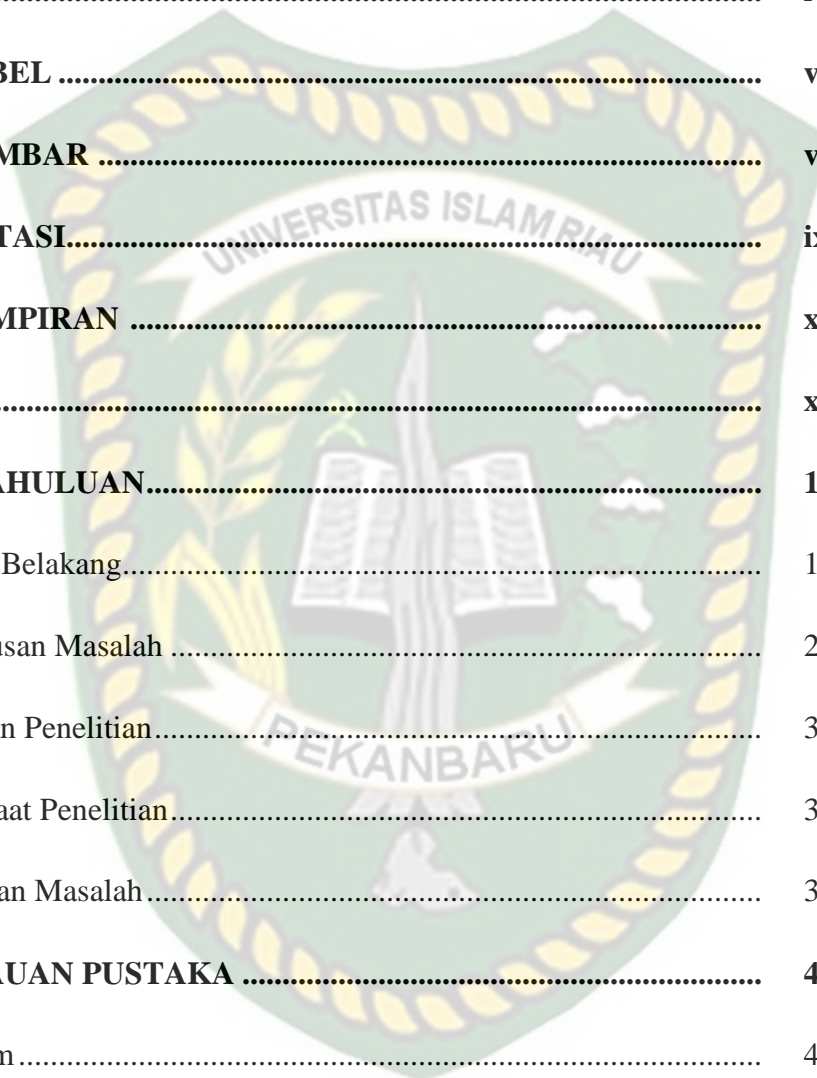 BEL ........ v
MBAR ........ v
TASI ........ ix
MPIRAN ........ x
........ x
AHULUAN ........ 1
Belakang ........ 1
usan Masalah ........ 2
n Penelitian ........ 3
aat Penelitian ........ 3
an Masalah ........ 3
AUAN PUSTAKA ........ 4
m ........ 4
UNIVERSITAS ISLAM RIAU
PEKANBARU